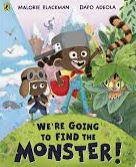 MALORIE BLACKMAN
DAPO ADEOLA
WE'RE GOING
TO FIND THE
MONSTER!